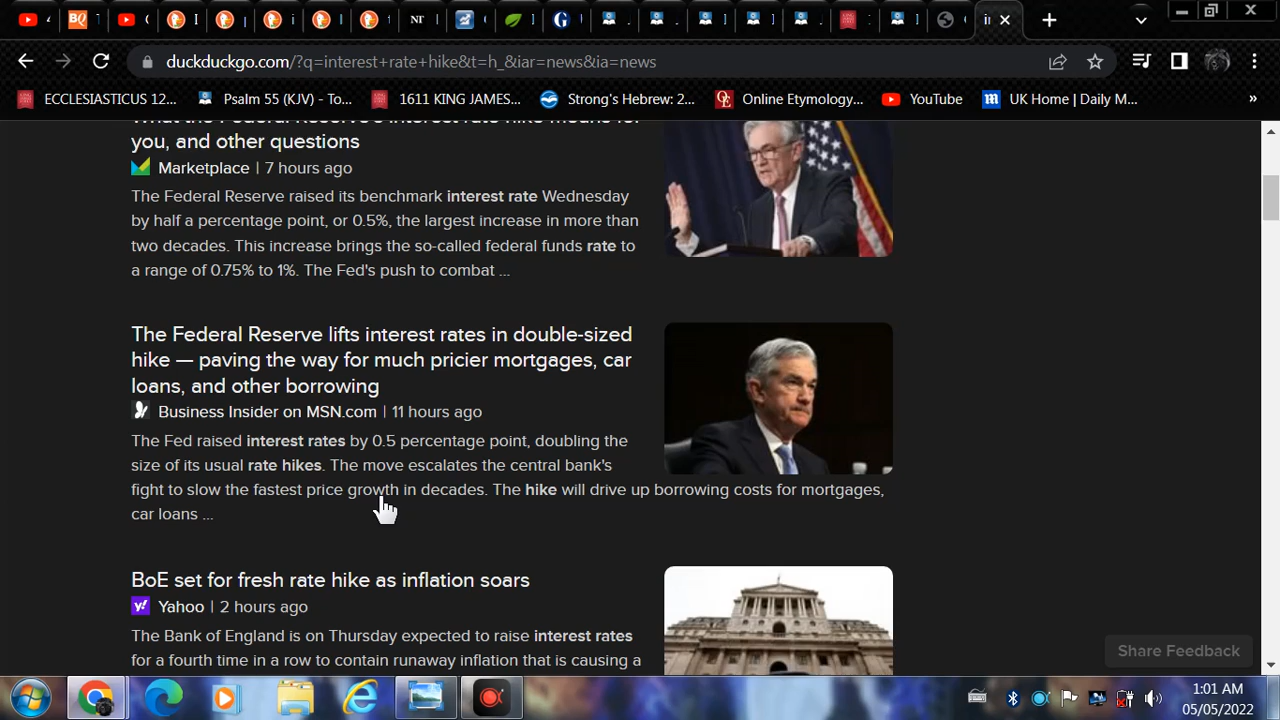 duckduckgo.com/?q=interest+rate+hike&t=h_&iar=news&ia=news
ECCLESIASTICUS 12... Psalm 55 (KJV) - To... 1611 KING JAMES... Strong's Hebrew: 2... Online Etymology... YouTube UK Home | Daily M... »
What the Federal Reserve's interest rate hike means for
you, and other questions
Marketplace | 7 hours ago
The Federal Reserve raised its benchmark interest rate Wednesday
by half a percentage point, or 0.5%, the largest increase in more than
two decades. This increase brings the so-called federal funds rate to
a range of 0.75% to 1%. The Fed's push to combat ...
The Federal Reserve lifts interest rates in double-sized
hike — paving the way for much pricier mortgages, car
loans, and other borrowing
Business Insider on MSN.com | 11 hours ago
The Fed raised interest rates by 0.5 percentage point, doubling the
size of its usual rate hikes. The move escalates the central bank's
fight to slow the fastest price growth in decades. The hike will drive up borrowing costs for mortgages,
car loans ...
BoE set for fresh rate hike as inflation soars
Yahoo | 2 hours ago
The Bank of England is on Thursday expected to raise interest rates
for a fourth time in a row to contain runaway inflation that is causing a
Share Feedback
1:01 AM
05/05/2022